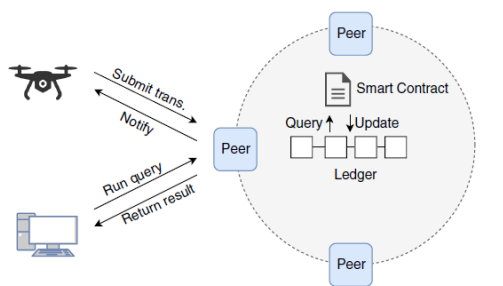 Peer
Submit trans.
Notify
Smart Contract
Query
Update
Peer
Run query
Return result
Ledger
Peer